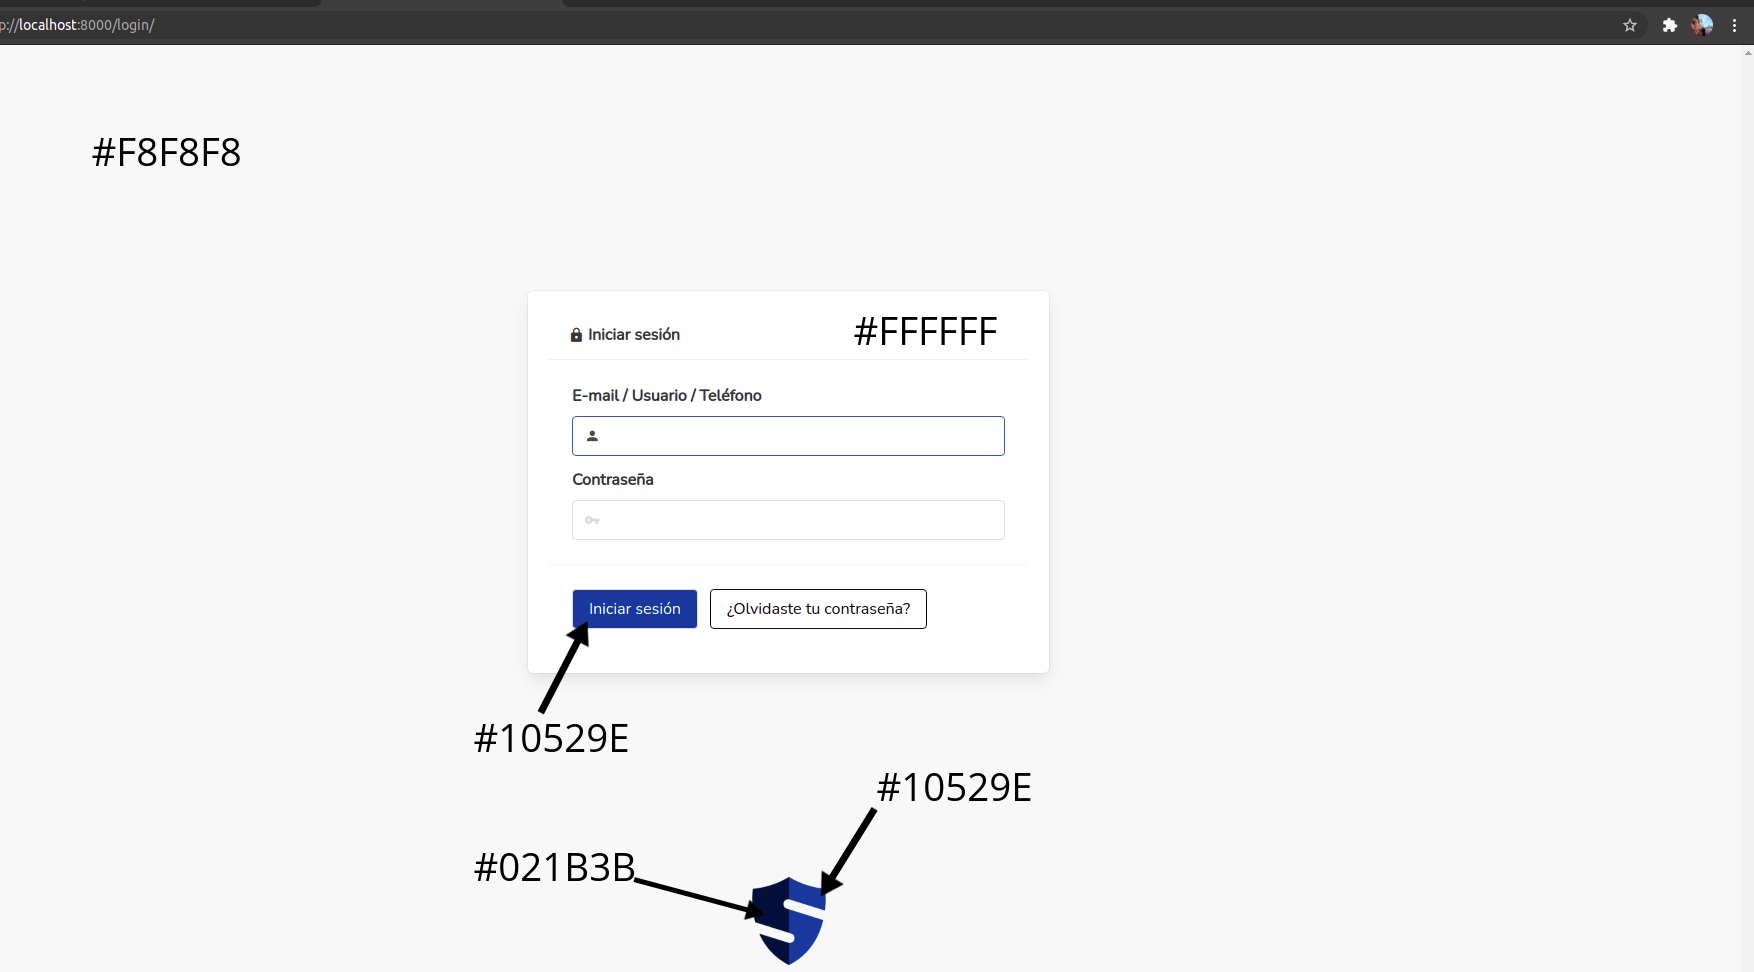 p://localhost:8000/login/
#F8F8F8
Iniciar sesión
#FFFFFF
E-mail / Usuario / Teléfono
Contraseña
Iniciar sesión
¿Olvidaste tu contraseña?
#10529E
#10529E
#021B3B